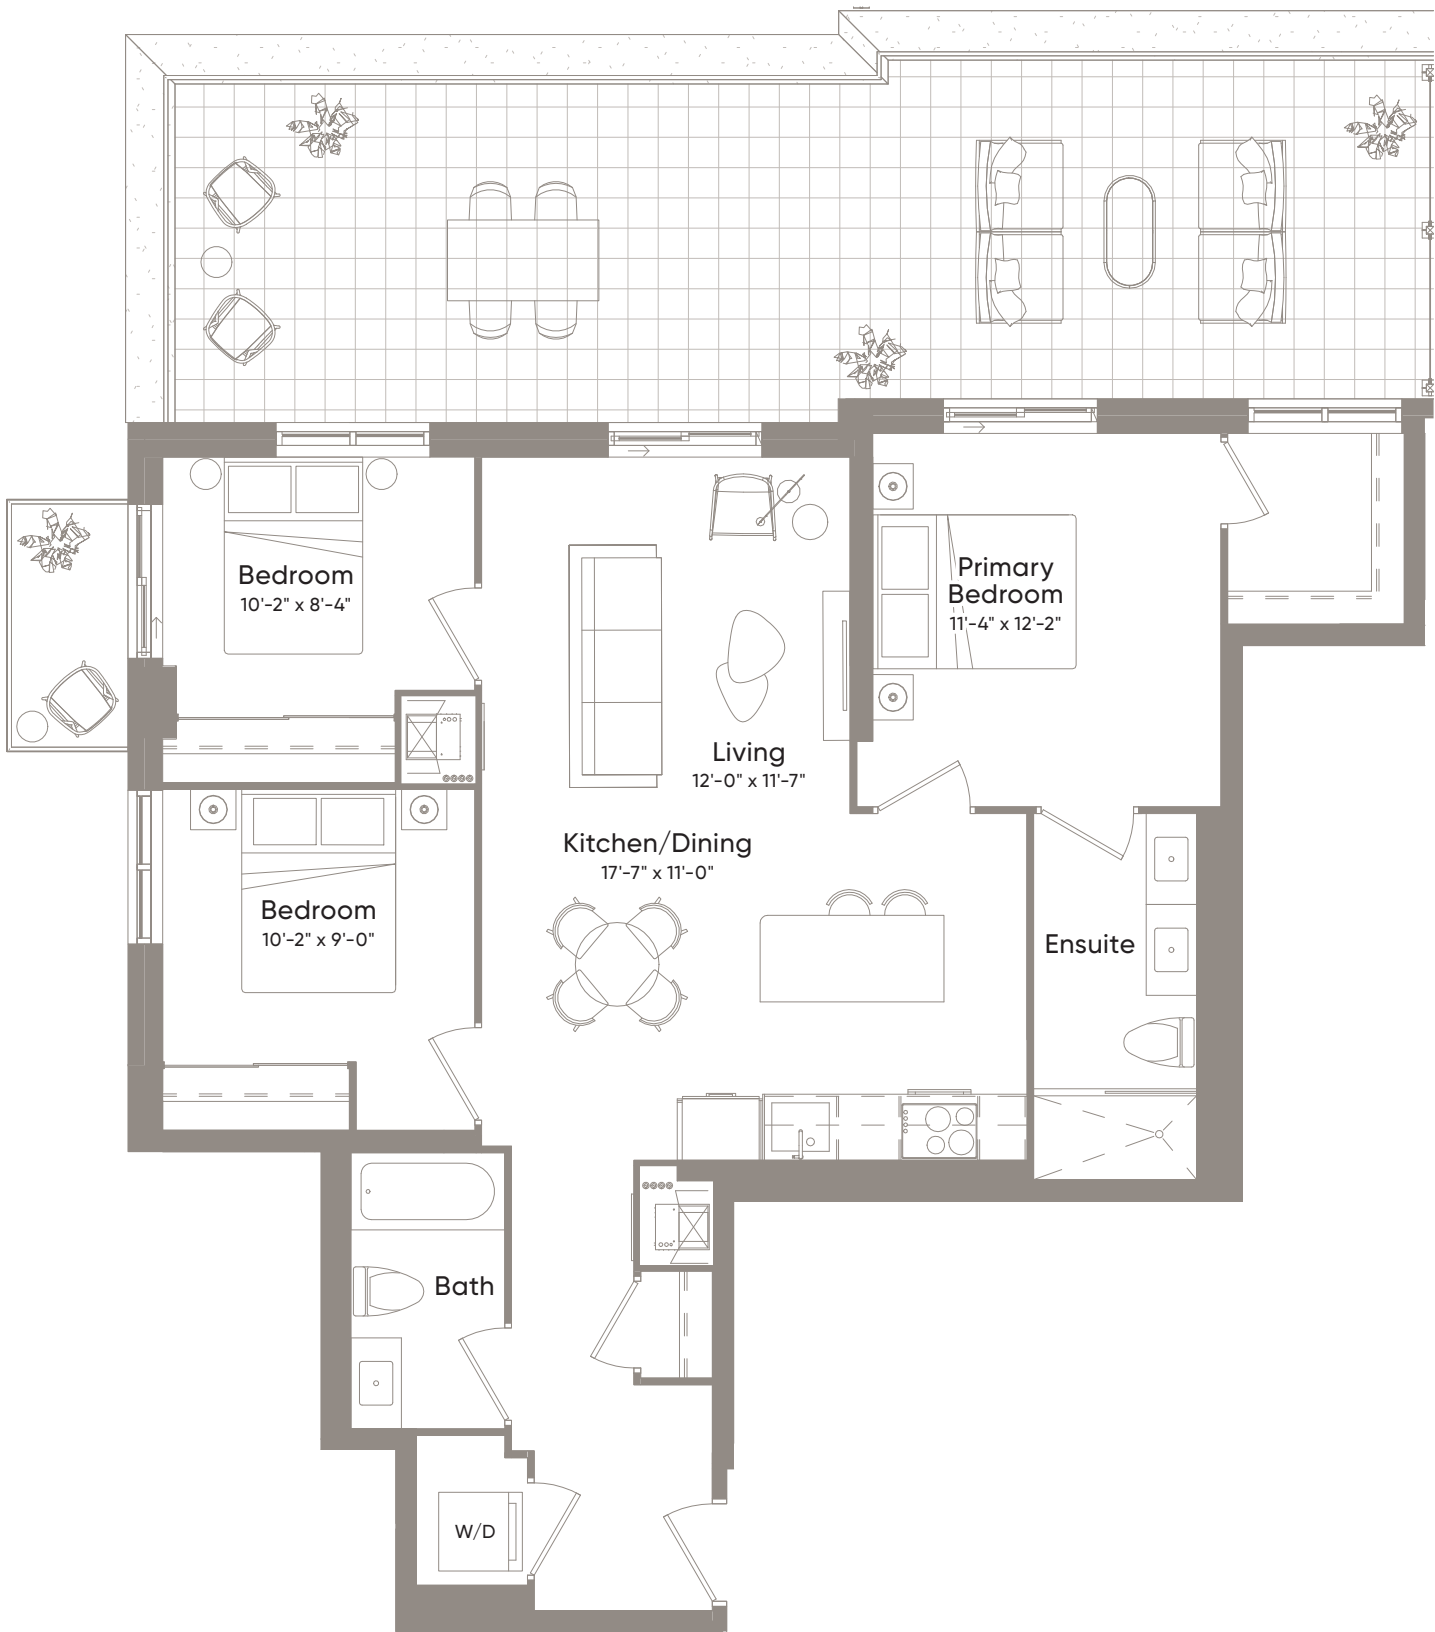 Bedroom
10'-2" x 8'-4"
Primary
Bedroom
11'-4" x 12'-2"
Living
12'-0" x 11'-7"
Kitchen/Dining
17'-7" x 11'-0"
Bedroom
10'-2" x 9'-0"
Ensuite
Bath
W/D